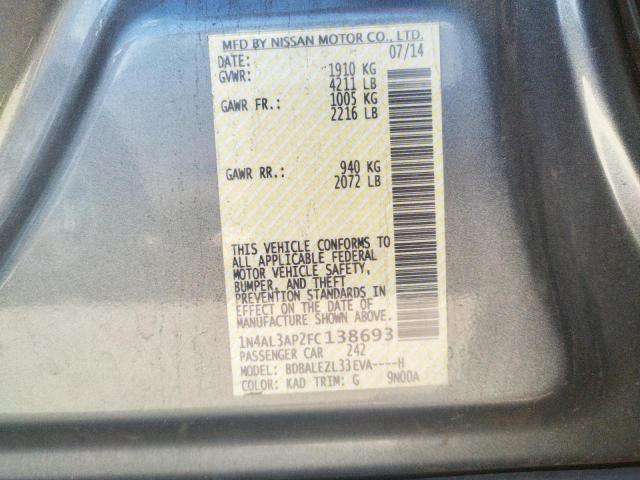 MFD BY NISSAN MOTOR CO., LTD.
DATE: 07/14
GVWR: 1910 KG
4211 LB
GAWR FR.: 1005 KG
2216 LB
GAWR RR.: 940 KG
2072 LB
THIS VEHICLE CONFORMS TO
ALL APPLICABLE FEDERAL
MOTOR VEHICLE SAFETY,
BUMPER, AND THEFT
PREVENTION STANDARDS IN
EFFECT ON THE DATE OF
MANUFACTURE SHOWN ABOVE.
1N4AL3AP2FC138693
PASSENGER CAR 242
MODEL: BDBALEZL33EVA----H
COLOR: KAD TRIM: G 9N00A